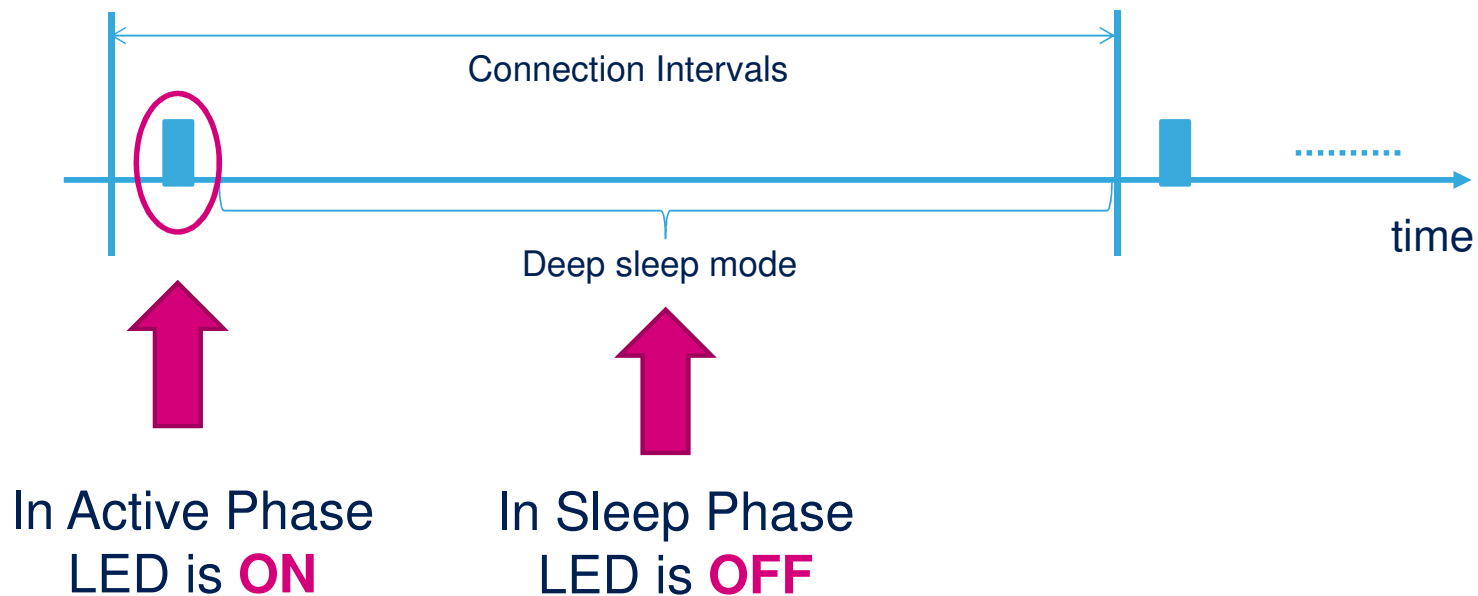 Connection Intervals
time
Deep sleep mode
In Active Phase
LED is ON
In Sleep Phase
LED is OFF